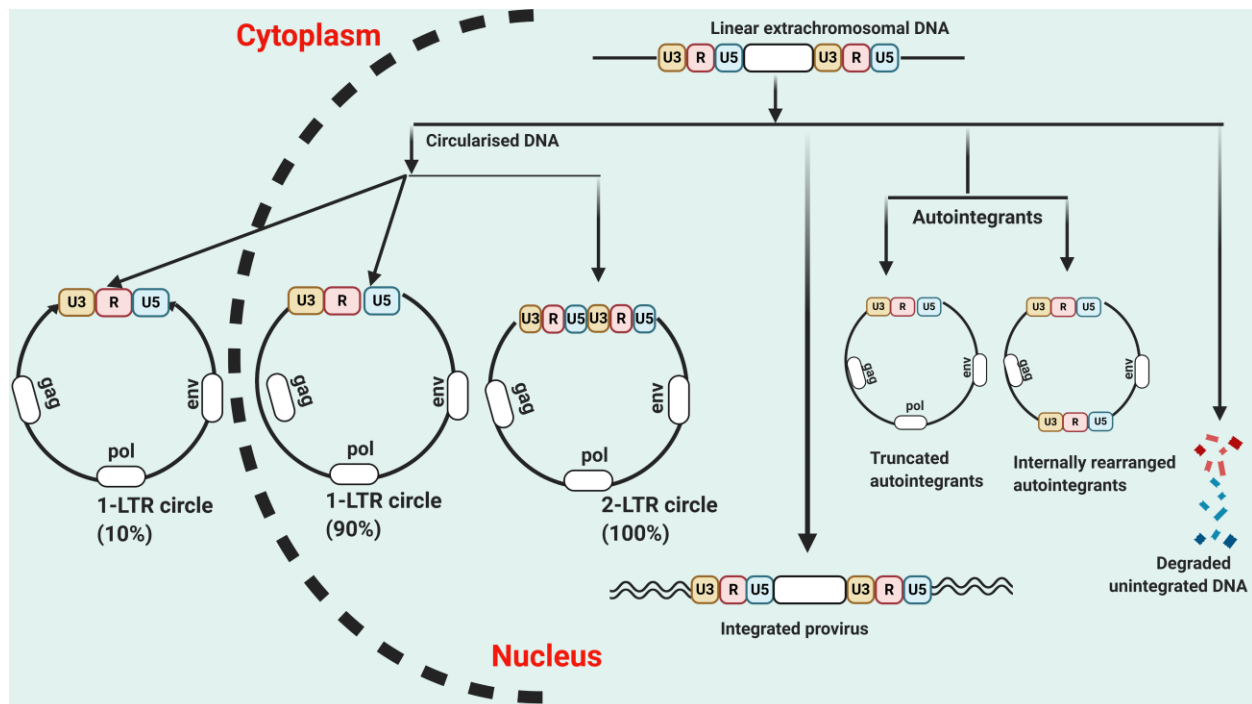 Cytoplasm
Linear extrachromosomal DNA
U3 R U5 U3 R U5
Circularised DNA
Autointegrants
U3 R U5
gag
env
pol
1-LTR circle
(10%)
U3 R U5
gag
env
pol
1-LTR circle
(90%)
U3 R U5 U3 R U5
gag
env
pol
2-LTR circle
(100%)
U3 R U5
gag
env
pol
Truncated
autointegrants
U3 R U5
gag
env
U3 R U5
Internally rearranged
autointegrants
Degraded
unintegrated DNA
U3 R U5 U3 R U5
Integrated provirus
Nucleus